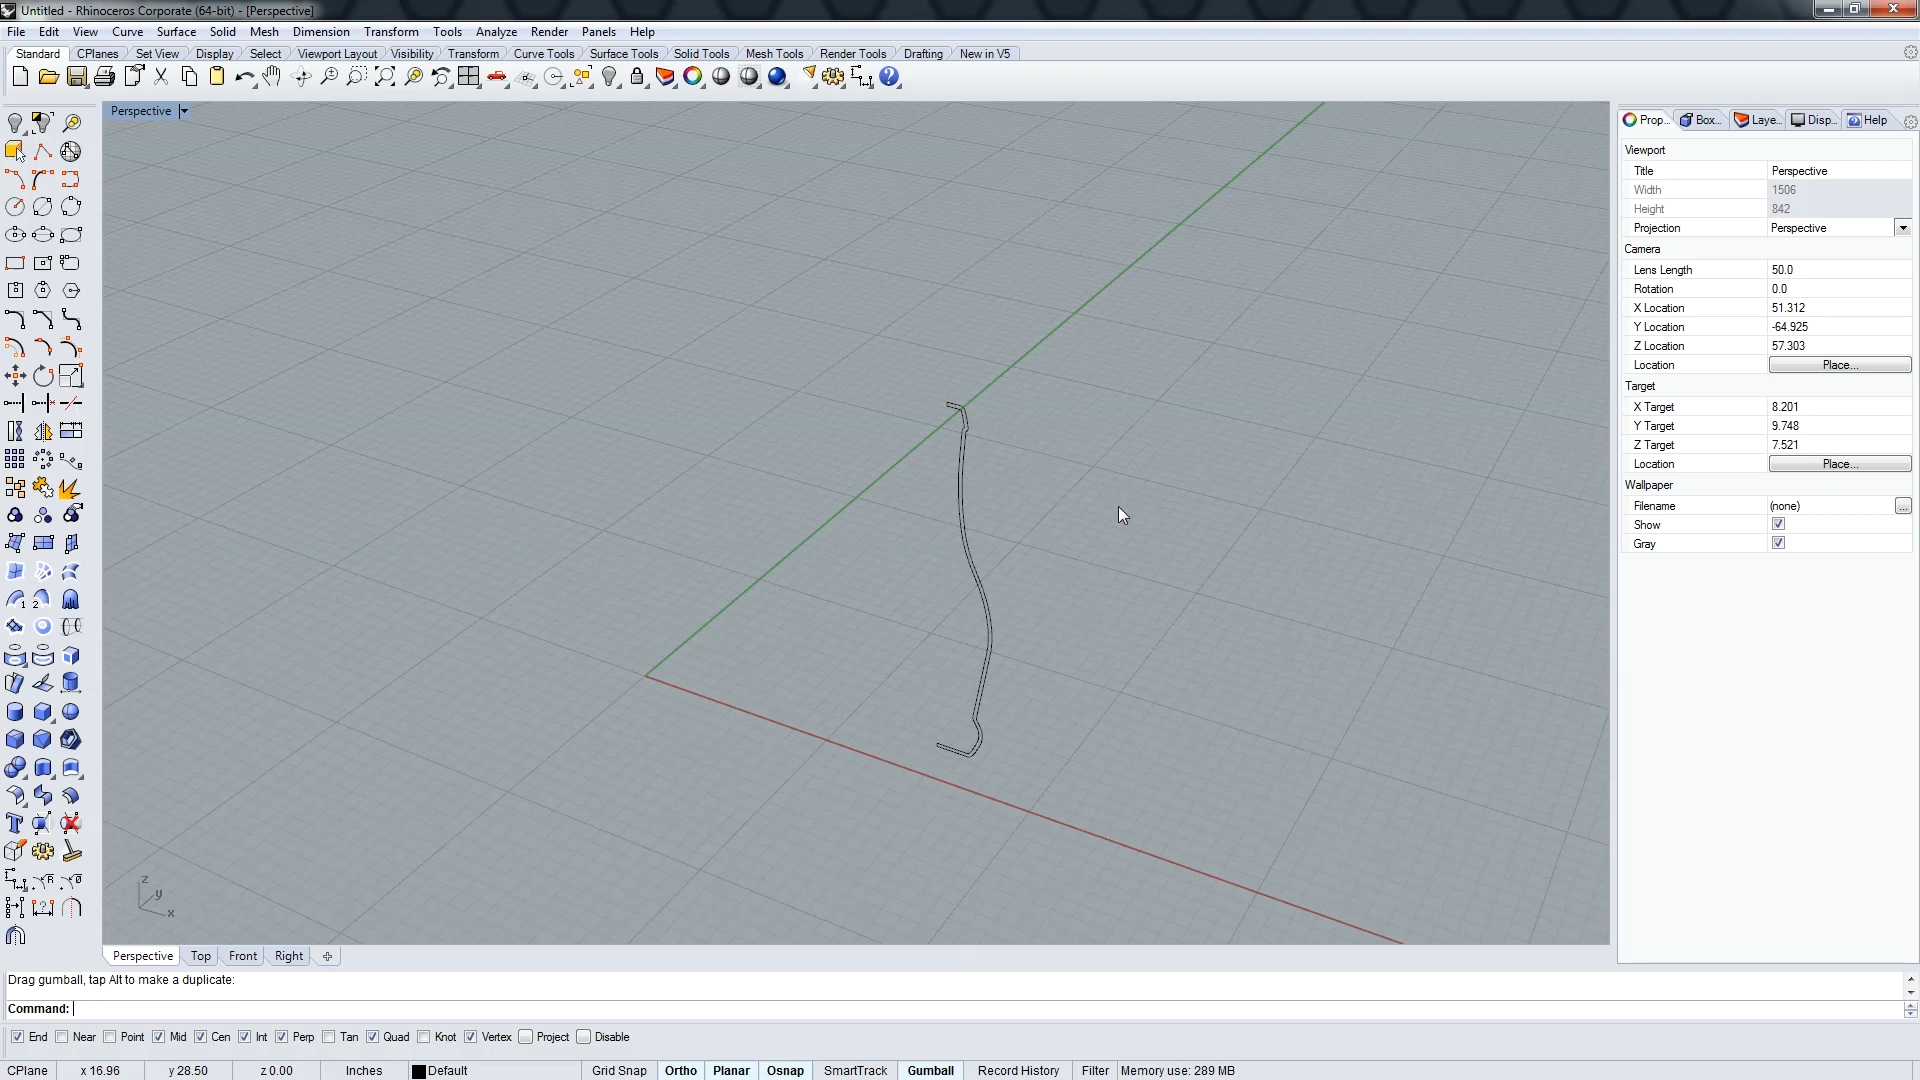 Untitled - Rhinoceros Corporate (64-bit) - [Perspective]
File Edit View Curve Surface Solid Mesh Dimension Transform Tools Analyze Render Panels Help
Standard CPlanes Set View Display Select Viewport Layout Visibility Transform Curve Tools Surface Tools Solid Tools Mesh Tools Render Tools Drafting New in V5
Perspective
Prop... Box... Laye... Disp... Help
Viewport
Title Perspective
Width 1506
Height 842
Projection Perspective
Camera
Lens Length 50.0
Rotation 0.0
X Location 51.312
Y Location -64.925
Z Location 57.303
Location Place...
Target
X Target 8.201
Y Target 9.748
Z Target 7.521
Location Place...
Wallpaper
Filename (none) ...
Show
Gray
z
y
x
Perspective Top Front Right
Drag gumball, tap Alt to make a duplicate:
Command:
End Near Point Mid Cen Int Perp Tan Quad Knot Vertex Project Disable
CPlane x 16.96 y 28.50 z 0.00 Inches Default Grid Snap Ortho Planar Osnap SmartTrack Gumball Record History Filter Memory use: 289 MB